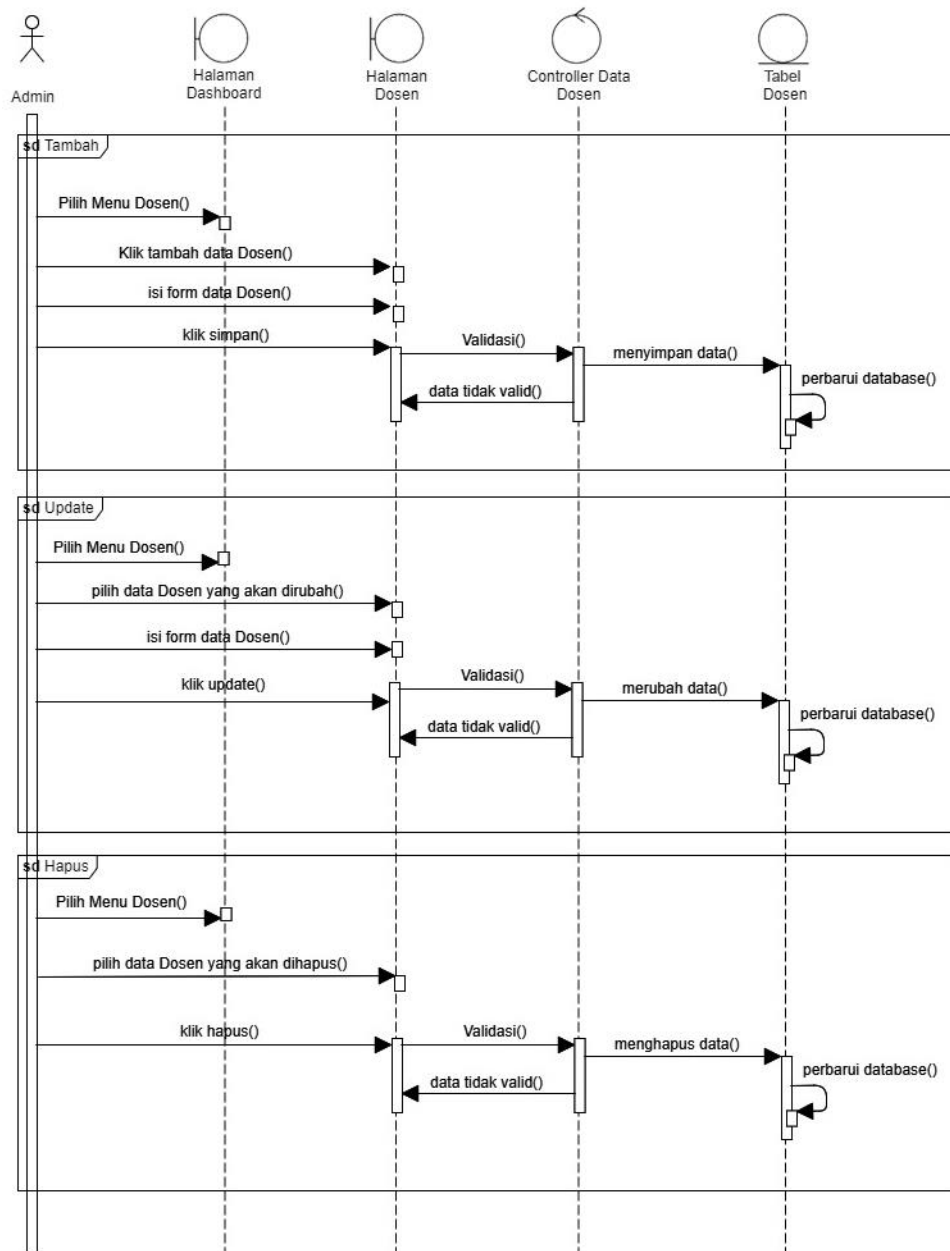 Admin
Halaman
Dashboard
Halaman
Dosen
Controller Data
Dosen
Tabel
Dosen
sd Tambah
Pilih Menu Dosen()
Klik tambah data Dosen()
isi form data Dosen()
klik simpan()
Validasi()
menyimpan data()
perbarui database()
data tidak valid()
sd Update
Pilih Menu Dosen()
pilih data Dosen yang akan dirubah()
isi form data Dosen()
klik update()
Validasi()
merubah data()
perbarui database()
data tidak valid()
sd Hapus
Pilih Menu Dosen()
pilih data Dosen yang akan dihapus()
klik hapus()
Validasi()
menghapus data()
perbarui database()
data tidak valid()